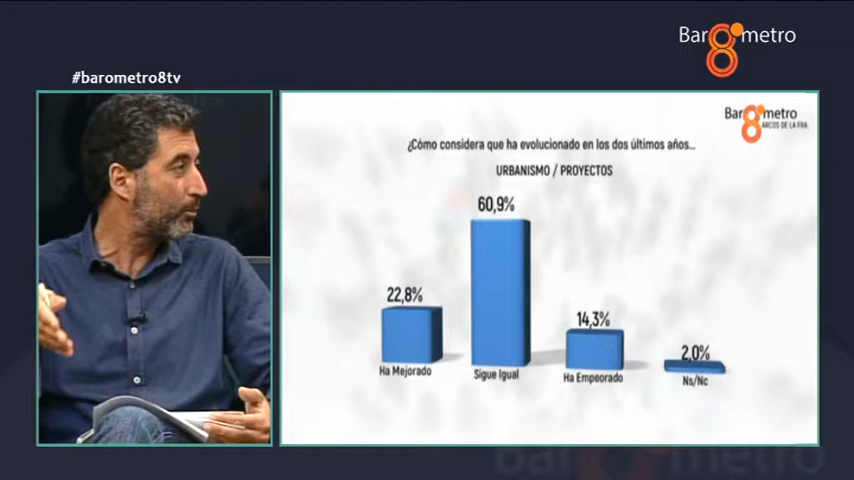 Bar8metro
#barometro8tv
Bar8metro
ARCOS DE LA FRA.
¿Cómo considera que ha evolucionado en los dos últimos años...
URBANISMO / PROYECTOS
60,9%
22,8%
14,3%
2,0%
Ha Mejorado
Sigue Igual
Ha Empeorado
Ns/Nc
Bar8metro